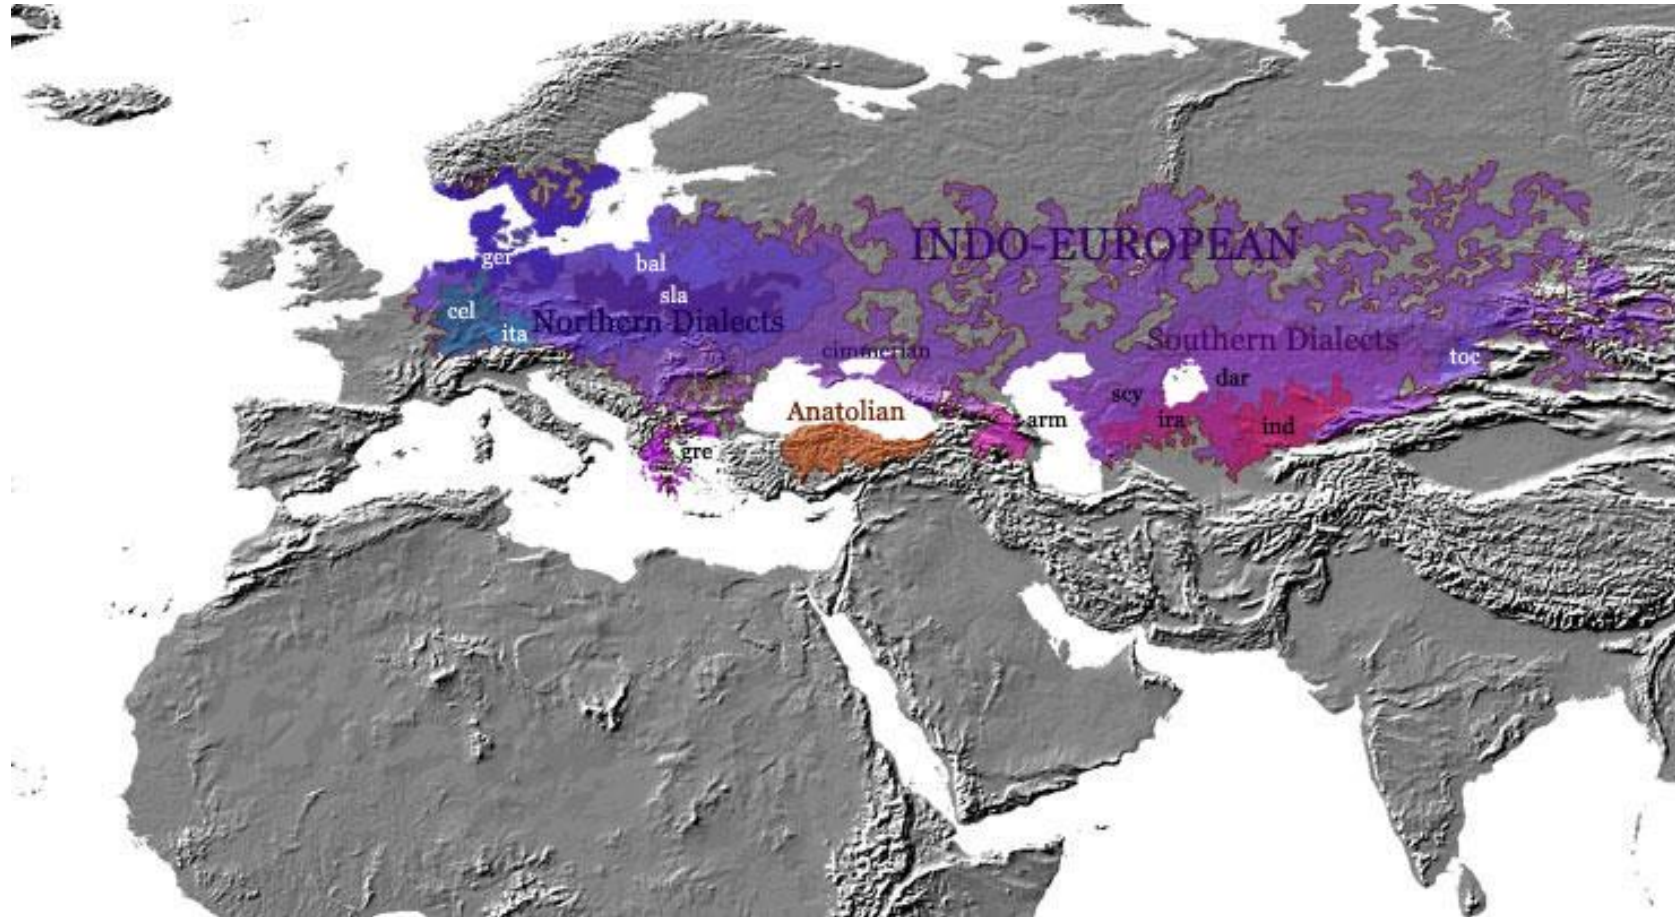 INDO-EUROPEAN
ger
bal
sla
cel
ita
Northern Dialects
cimmerian
Southern Dialects
toc
dar
scy
Anatolian
arm
ira
ind
gre